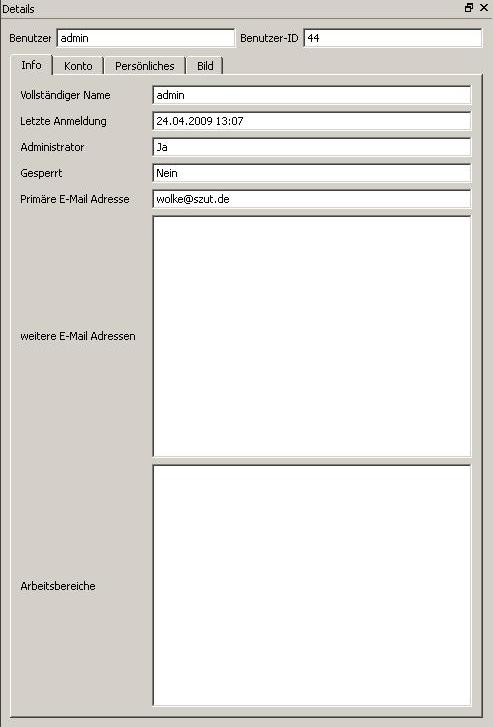 Details
Benutzer admin Benutzer-ID 44
Info Konto Persönliches Bild
Vollständiger Name admin
Letzte Anmeldung 24.04.2009 13:07
Administrator Ja
Gesperrt Nein
Primäre E-Mail Adresse wolke@szut.de
weitere E-Mail Adressen
Arbeitsbereiche